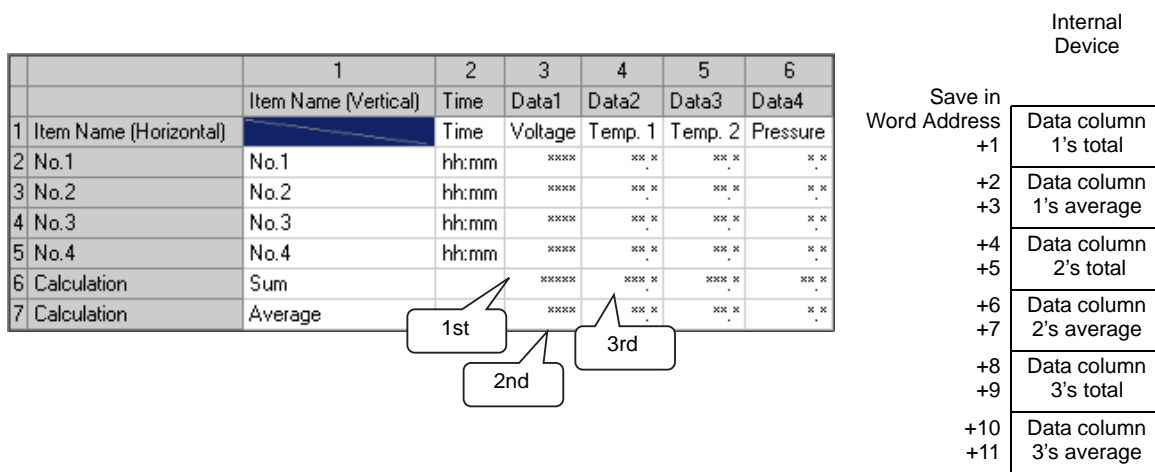 Internal
Device
1 2 3 4 5 6
Item Name (Vertical) Time Data1 Data2 Data3 Data4
1 Item Name (Horizontal) Time Voltage Temp. 1 Temp. 2 Pressure
2 No.1 No.1 hh:mm **** **.* **.* *.*
3 No.2 No.2 hh:mm **** **.* **.* *.*
4 No.3 No.3 hh:mm **** **.* **.* *.*
5 No.4 No.4 hh:mm **** **.* **.* *.*
6 Calculation Sum ***** ***.* ***.* **.*
7 Calculation Average **** **.* **.* *.*
1st
2nd
3rd
Save in
Word Address
+1
Data column
1's total
+2
+3
Data column
1's average
+4
+5
Data column
2's total
+6
+7
Data column
2's average
+8
+9
Data column
3's total
+10
+11
Data column
3's average